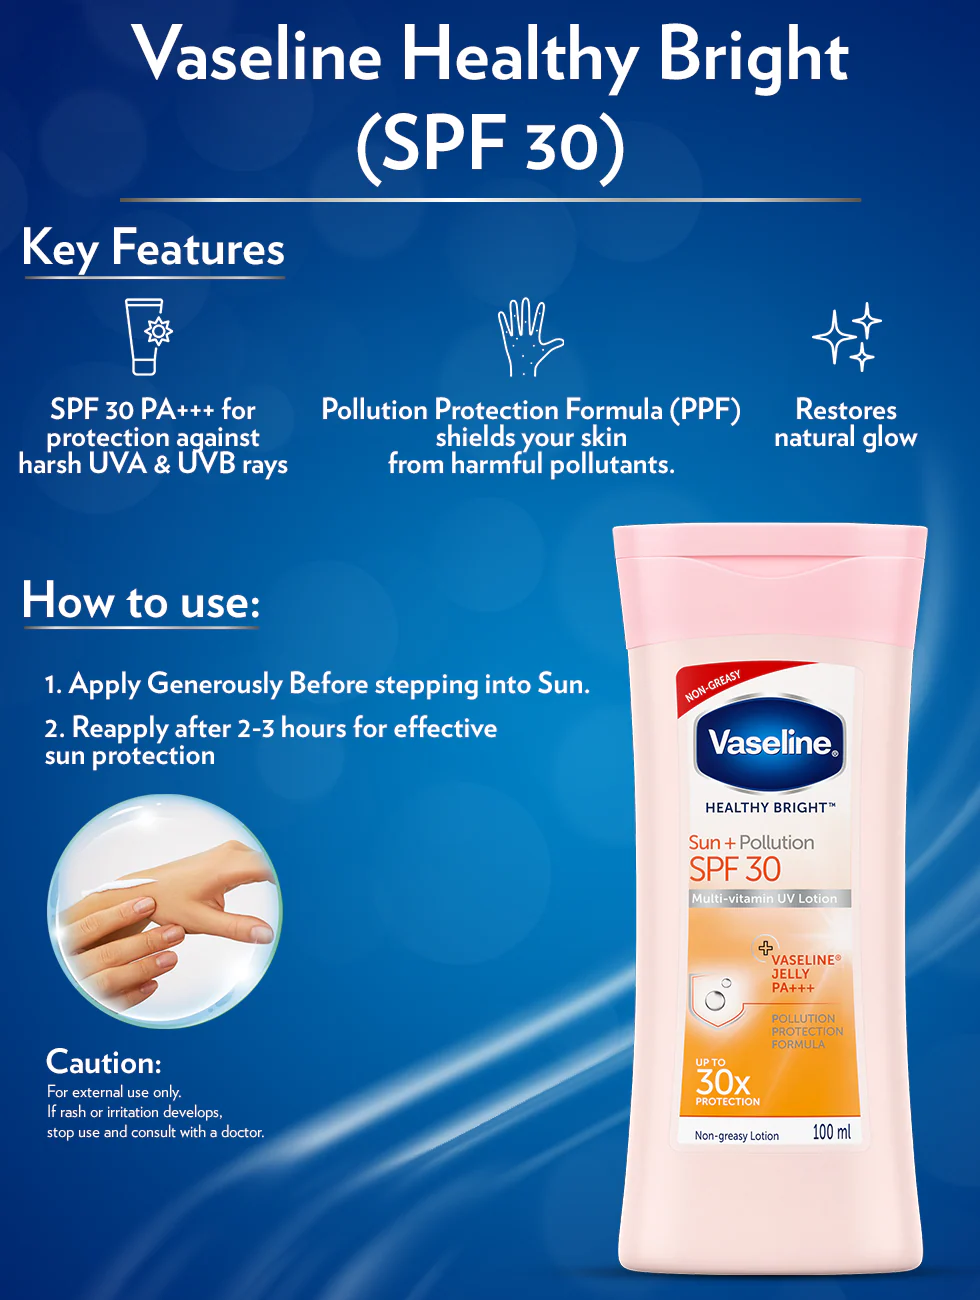 Vaseline Healthy Bright
(SPF 30)
Key Features
SPF 30 PA+++ for
protection against
harsh UVA & UVB rays
Pollution Protection Formula (PPF)
shields your skin
from harmful pollutants.
Restores
natural glow
How to use:
1. Apply Generously Before stepping into Sun.
2. Reapply after 2-3 hours for effective
sun protection
Caution:
For external use only.
If rash or irritation develops,
stop use and consult with a doctor.
NON-GREASY
Vaseline®
HEALTHY BRIGHT™
Sun + Pollution
SPF 30
Multi-vitamin UV Lotion
VASELINE®
JELLY
PA+++
POLLUTION
PROTECTION
FORMULA
UP TO
30x
PROTECTION
Non-greasy Lotion 100 ml